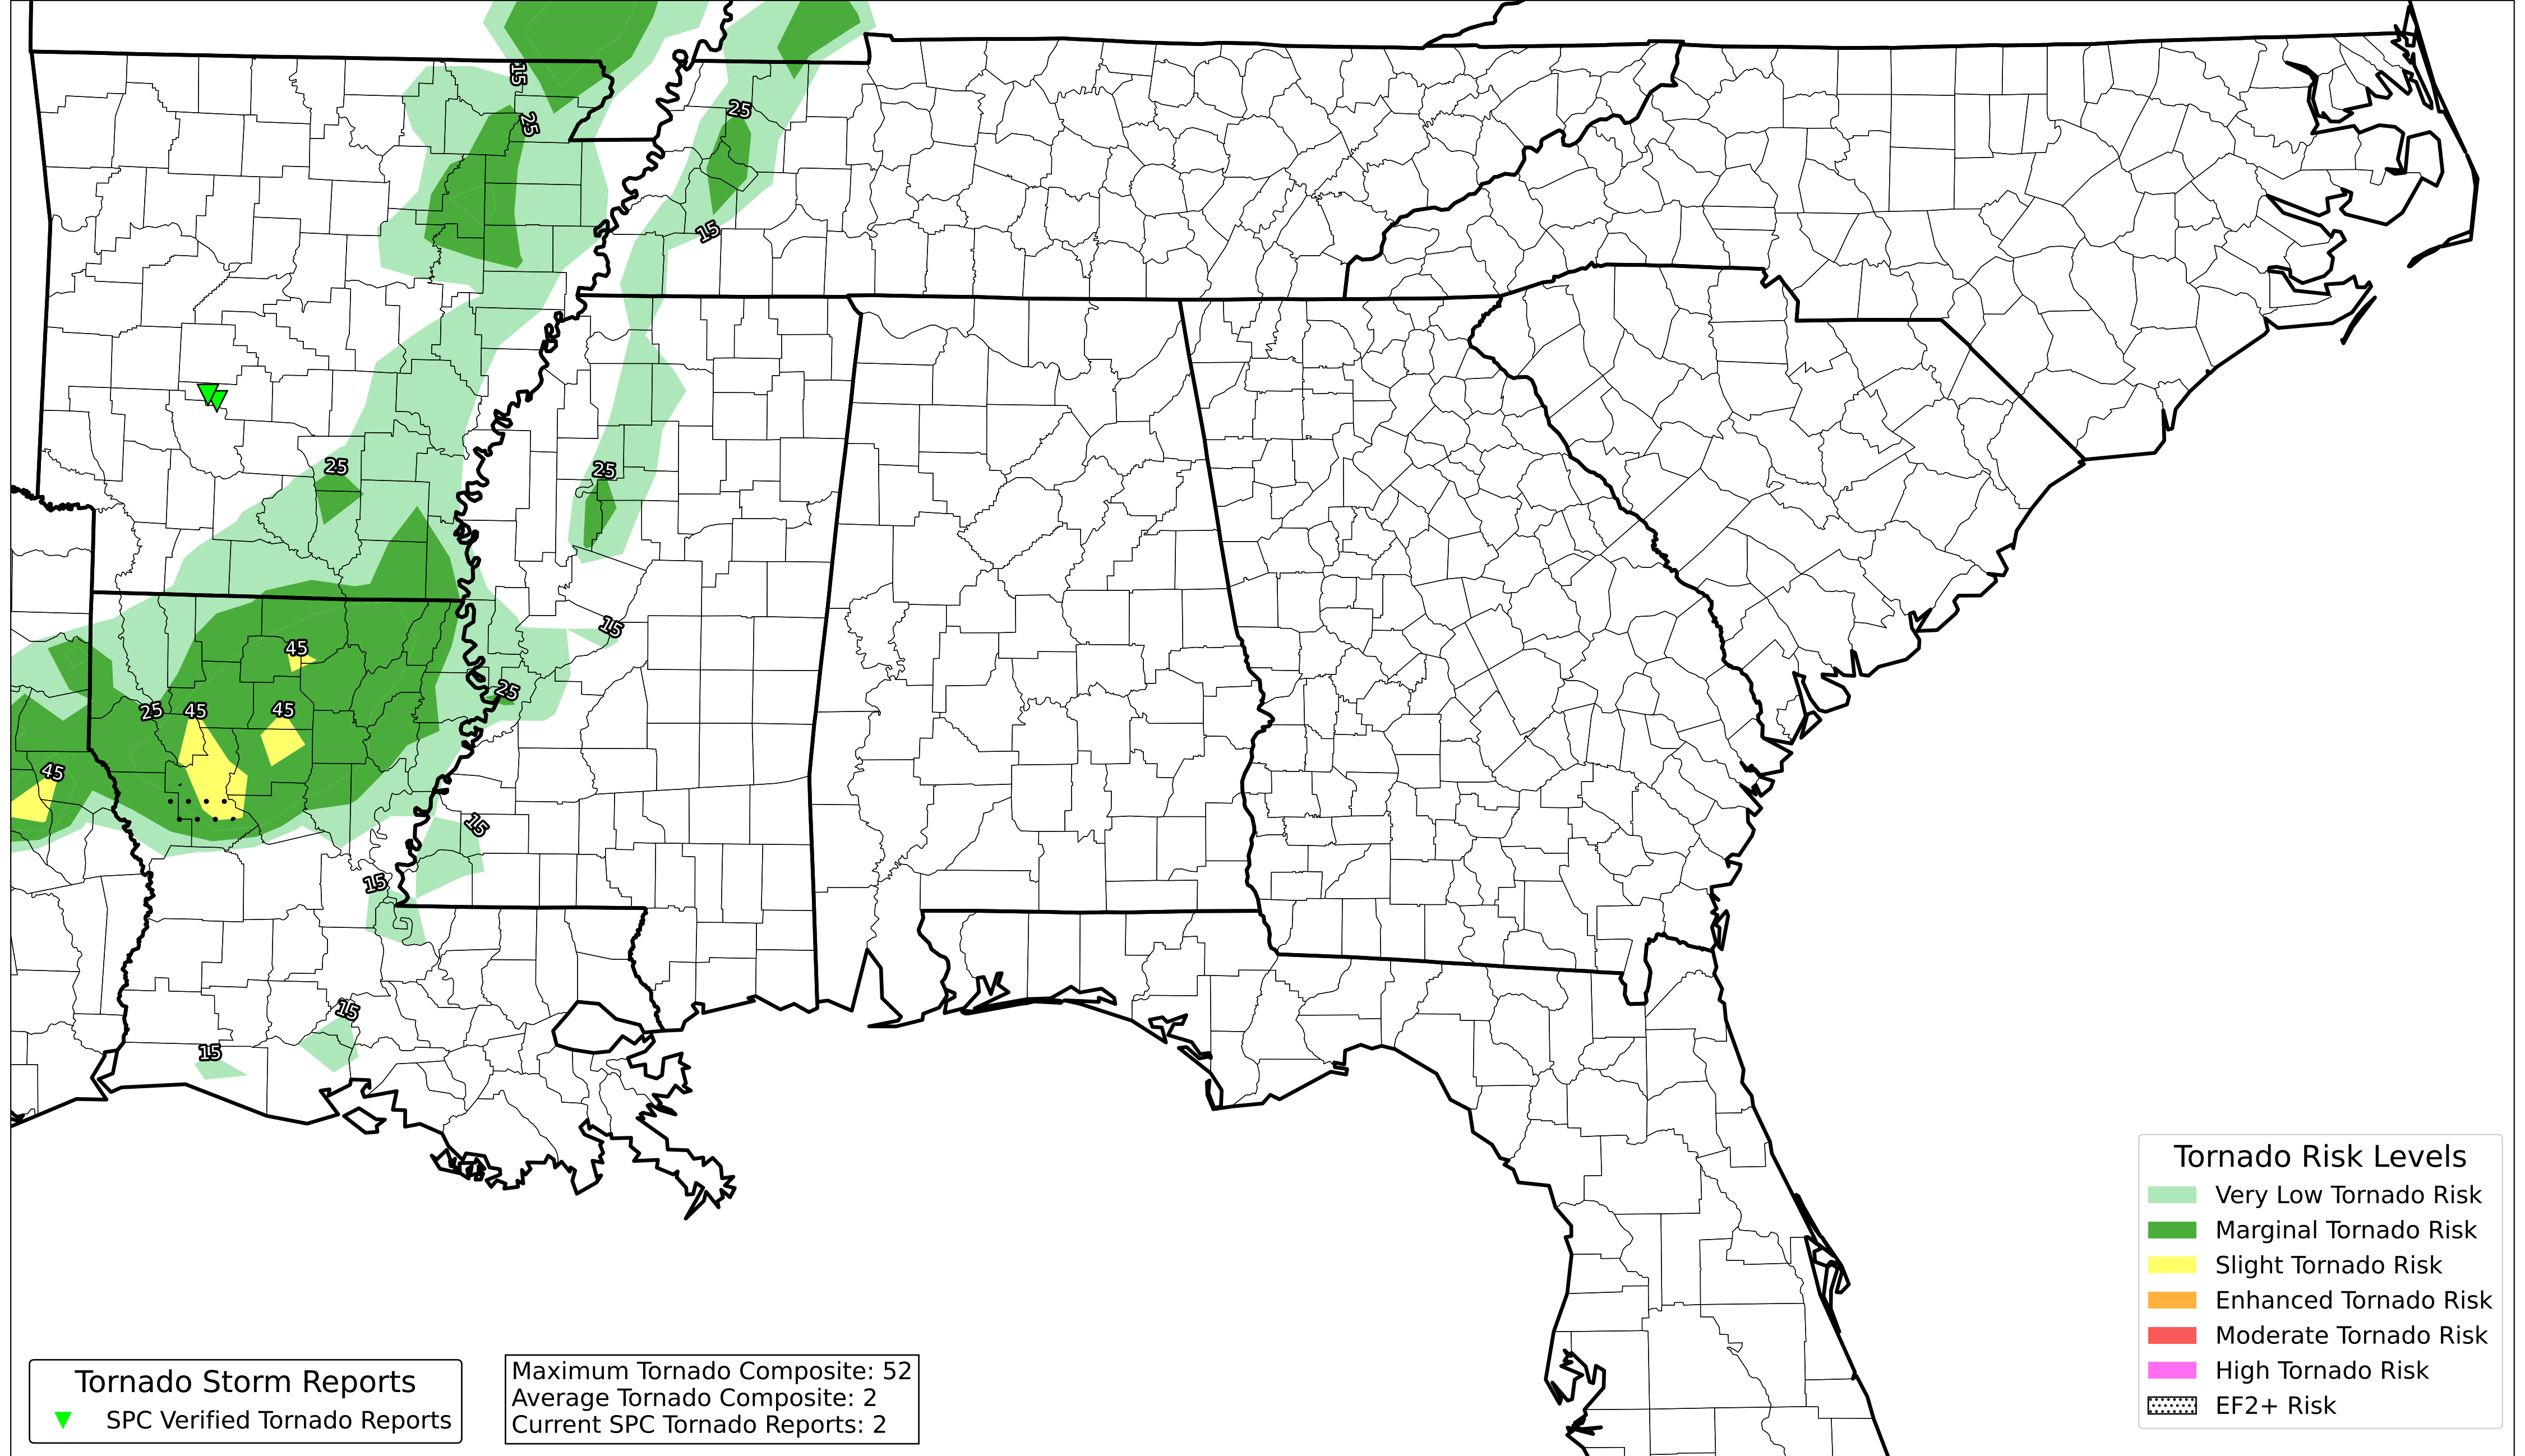 15
25
25
15
25
25
15
45
25
25
45
45
45
15
15
15
15
Tornado Risk Levels
Very Low Tornado Risk
Marginal Tornado Risk
Slight Tornado Risk
Enhanced Tornado Risk
Moderate Tornado Risk
High Tornado Risk
EF2+ Risk
Tornado Storm Reports
SPC Verified Tornado Reports
Maximum Tornado Composite: 52
Average Tornado Composite: 2
Current SPC Tornado Reports: 2